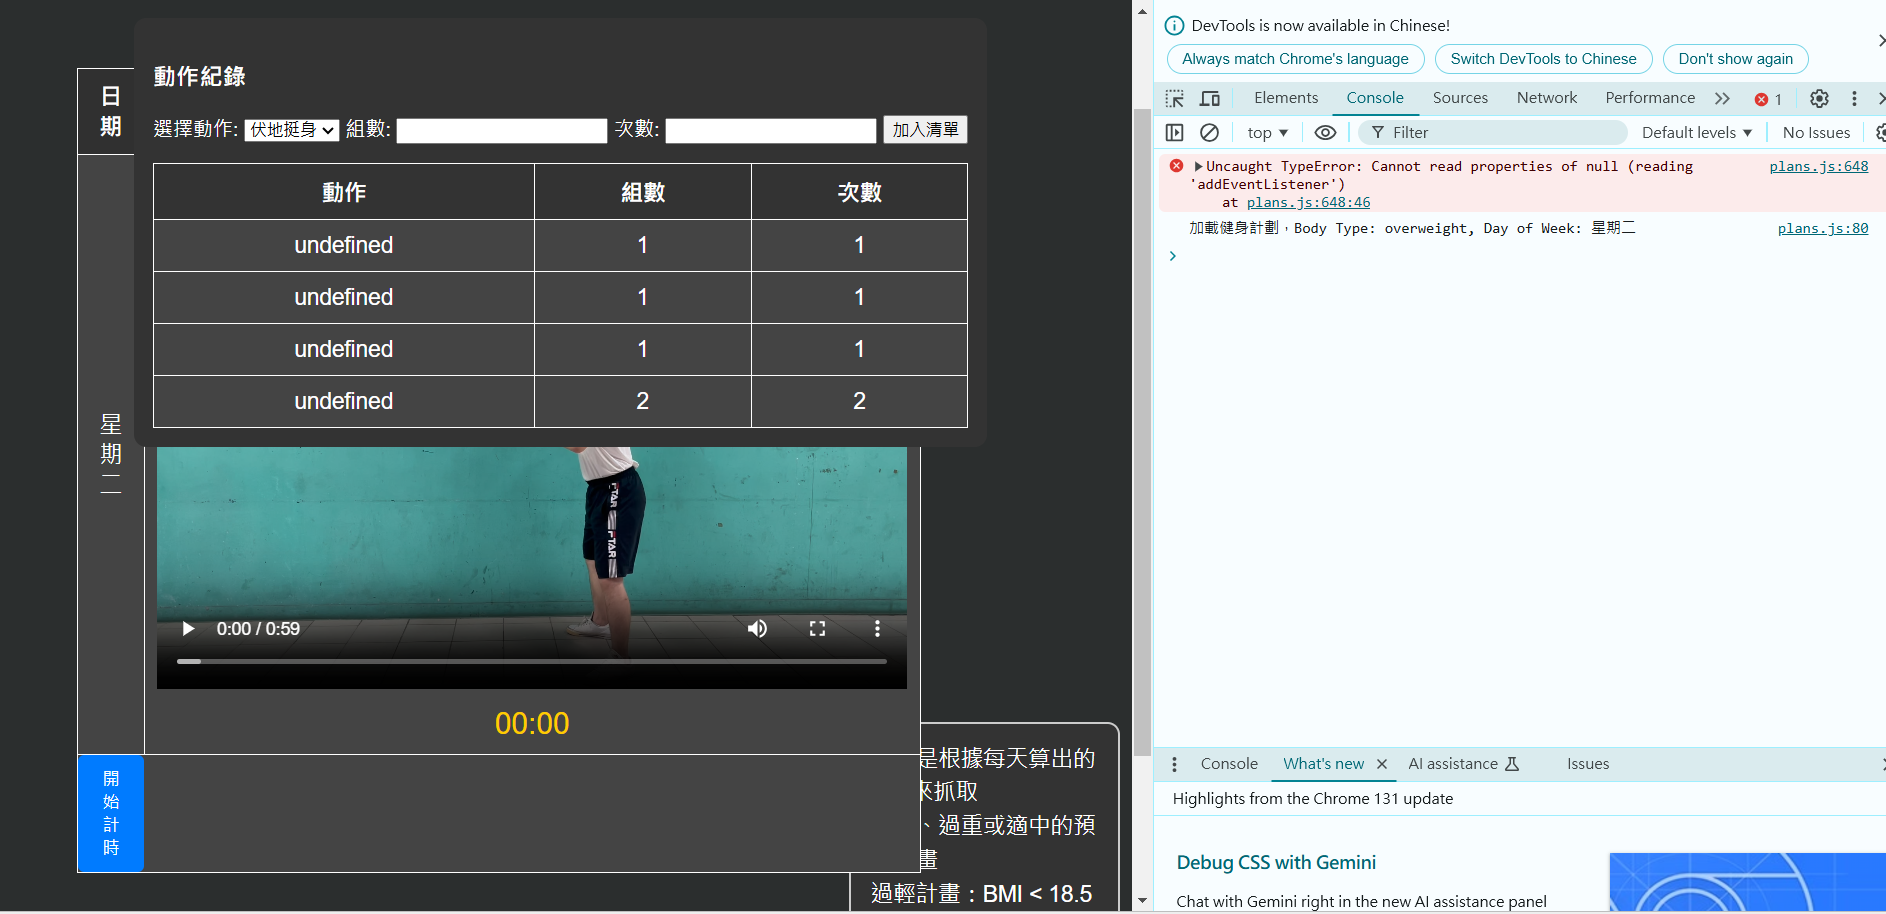 動作紀錄
選擇動作: 伏地挺身 組數: 次數: 加入清單
動作 組數 次數
undefined 1 1
undefined 1 1
undefined 1 1
undefined 2 2
日
期
星
期
二
FTAR
FTAR
0:00 / 0:59
00:00
開
始
計
時
是根據每天算出的
來抓取
、過重或適中的預
畫
過輕計畫：BMI < 18.5
DevTools is now available in Chinese!
Always match Chrome's language Switch DevTools to Chinese Don't show again
Elements Console Sources Network Performance 1
top Filter Default levels No Issues
Uncaught TypeError: Cannot read properties of null (reading plans.js:648
'addEventListener')
at plans.js:648:46
加載健身計劃，Body Type: overweight, Day of Week: 星期二 plans.js:80
Console What's new AI assistance Issues
Highlights from the Chrome 131 update
Debug CSS with Gemini
Chat with Gemini right in the new AI assistance panel